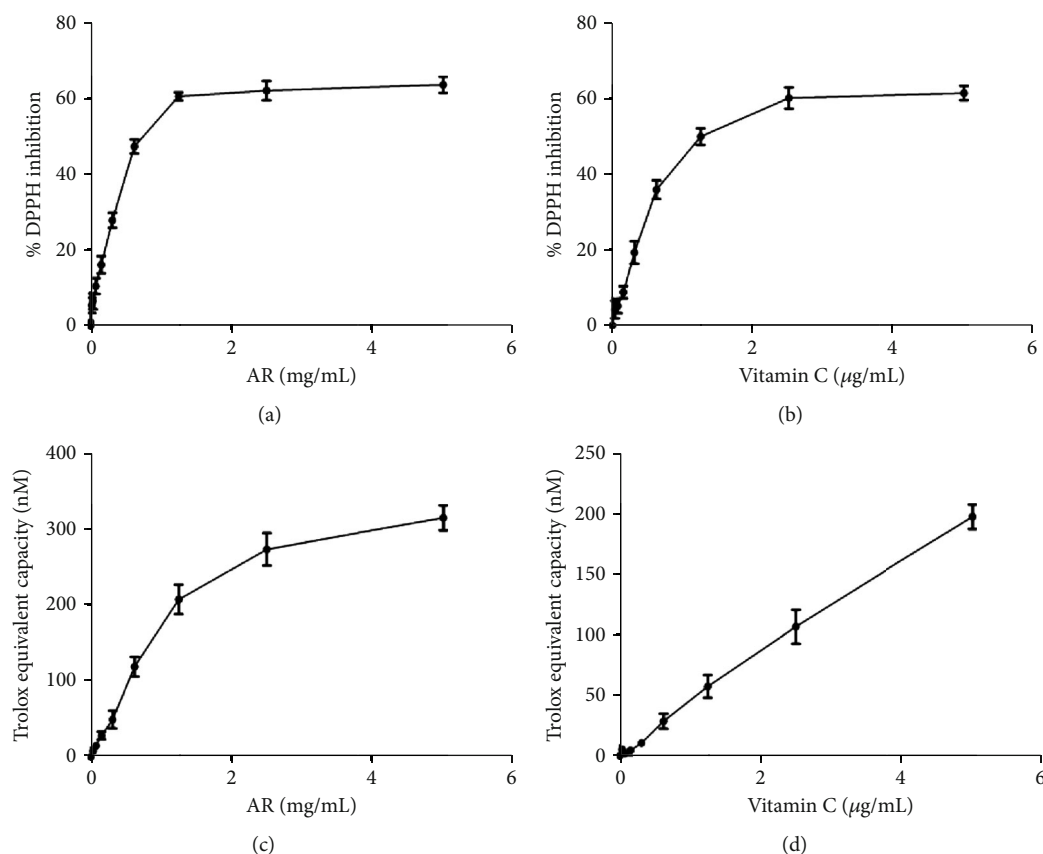 80
60
40
20
0
% DPPH inhibition
0 2 4 6
AR (mg/mL)
(a)
80
60
40
20
0
% DPPH inhibition
0 2 4 6
Vitamin C (μg/mL)
(b)
400
300
200
100
0
Trolox equivalent capacity (nM)
0 2 4 6
AR (mg/mL)
(c)
250
200
150
100
50
0
Trolox equivalent capacity (nM)
0 2 4 6
Vitamin C (μg/mL)
(d)